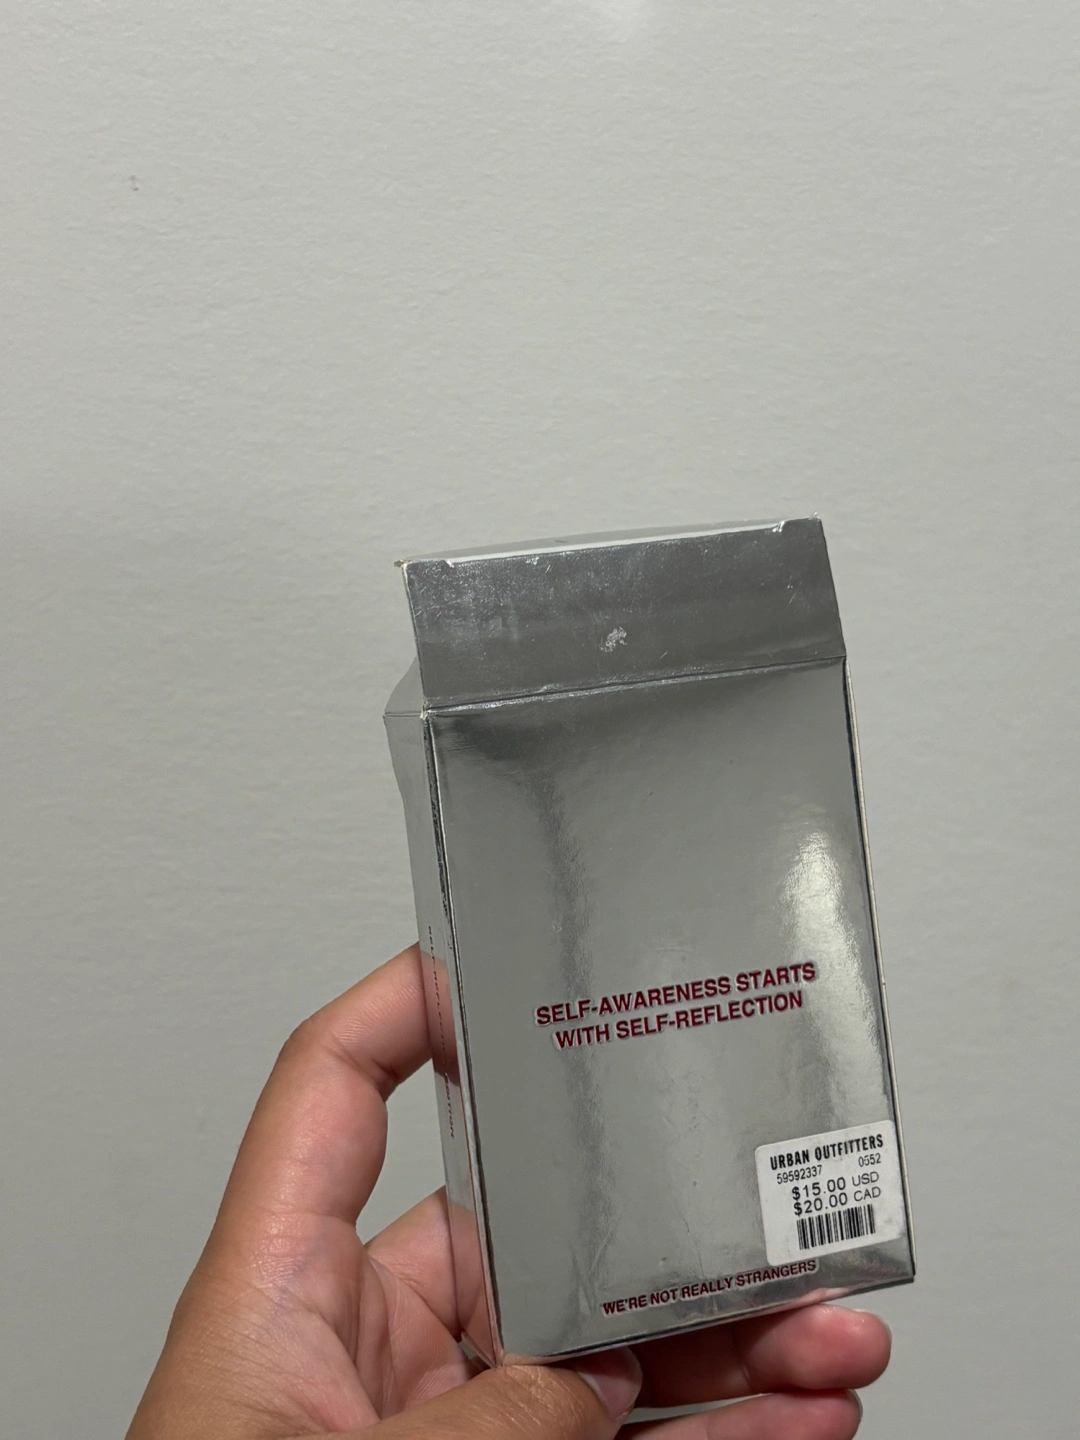 SELF-AWARENESS STARTS
WITH SELF-REFLECTION
URBAN OUTFITTERS
59592337 0552
$15.00 USD
$20.00 CAD
WE'RE NOT REALLY STRANGERS